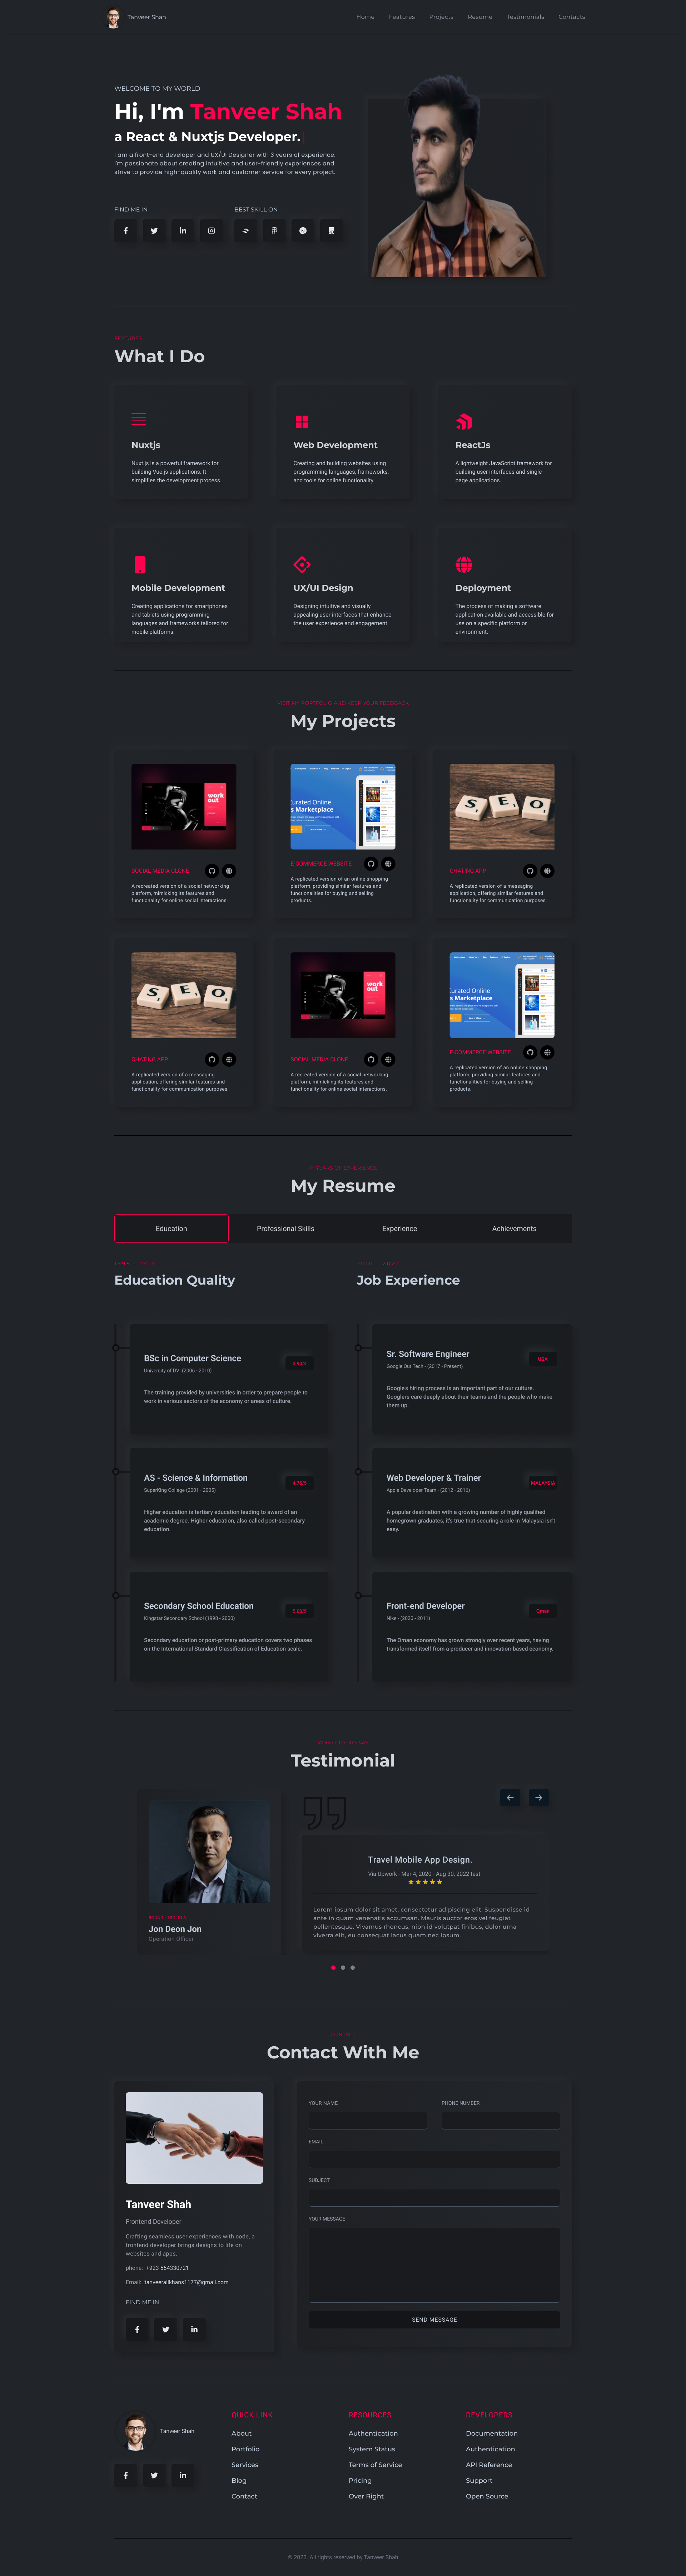 Tanveer Shah
Home Features Projects Resume Testimonials Contacts
WELCOME TO MY WORLD
Hi, I'm Tanveer Shah
a React & Nuxtjs Developer.
I am a front-end developer and UX/UI Designer with 3 years of experience.
I'm passionate about creating intuitive and user-friendly experiences and
strive to provide high-quality work and customer service for every project.
FIND ME IN
BEST SKILL ON
FEATURES
What I Do
Nuxtjs
Nuxt.js is a powerful framework for
building Vue.js applications. It
simplifies the development process.
Web Development
Creating and building websites using
programming languages, frameworks,
and tools for online functionality.
ReactJs
A lightweight JavaScript framework for
building user interfaces and single-
page applications.
Mobile Development
Creating applications for smartphones
and tablets using programming
languages and frameworks tailored for
mobile platforms.
UX/UI Design
Designing intuitive and visually
appealing user interfaces that enhance
the user experience and engagement.
Deployment
The process of making a software
application available and accessible for
use on a specific platform or
environment.
VISIT MY PORTFOLIO AND KEEP YOUR FEEDBACK
My Projects
work
out
SOCIAL MEDIA CLONE
A recreated version of a social networking
platform, mimicking its features and
functionality for online social interactions.
Curated Online
s Marketplace
E-COMMERCE WEBSITE
A replicated version of an online shopping
platform, providing similar features and
functionalities for buying and selling
products.
S E O
CHATING APP
A replicated version of a messaging
application, offering similar features and
functionality for communication purposes.
S E O
CHATING APP
A replicated version of a messaging
application, offering similar features and
functionality for communication purposes.
work
out
SOCIAL MEDIA CLONE
A recreated version of a social networking
platform, mimicking its features and
functionality for online social interactions.
Curated Online
s Marketplace
E-COMMERCE WEBSITE
A replicated version of an online shopping
platform, providing similar features and
functionalities for buying and selling
products.
YEARS OF EXPERIENCE
My Resume
Education Professional Skills Experience Achievements
1998 - 2010
Education Quality
BSc in Computer Science
University of DVI (2006 - 2010)
3.90/4
The training provided by universities in order to prepare people to
work in various sectors of the economy or areas of culture.
AS - Science & Information
SuperKing College (2001 - 2005)
4.75/5
Higher education is tertiary education leading to award of an
academic degree. Higher education, also called post-secondary
education.
Secondary School Education
Kingstar Secondary School (1998 - 2000)
5.00/5
Secondary education or post-primary education covers two phases
on the International Standard Classification of Education scale.
2010 - 2022
Job Experience
Sr. Software Engineer
Google Out Tech - (2017 - Present)
USA
Google's hiring process is an important part of our culture.
Googlers care deeply about their teams and the people who make
them up.
Web Developer & Trainer
Apple Developer Team - (2012 - 2016)
MALAYSIA
A popular destination with a growing number of highly qualified
homegrown graduates, it's true that securing a role in Malaysia isn't
easy.
Front-end Developer
Nike - (2020 - 2011)
Oman
The Oman economy has grown strongly over recent years, having
transformed itself from a producer and innovation-based economy.
WHAT CLIENTS SAY
Testimonial
Jon Deon Jon
Operation Officer
Travel Mobile App Design.
Via Upwork - Mar 4, 2020 - Aug 30, 2022 test
Lorem ipsum dolor sit amet, consectetur adipiscing elit. Suspendisse id
ante in quam venenatis accumsan. Mauris auctor eros vel feugiat
pellentesque. Vivamus rhoncus, nibh id volutpat finibus, dolor urna
viverra elit, eu consequat lacus quam nec ipsum.
CONTACT
Contact With Me
Tanveer Shah
Frontend Developer
Crafting seamless user experiences with code, a
frontend developer brings designs to life on
websites and apps.
phone: +923 554330721
Email: tanveeralikhans1177@gmail.com
FIND ME IN
YOUR NAME
PHONE NUMBER
EMAIL
SUBJECT
YOUR MESSAGE
SEND MESSAGE
Tanveer Shah
QUICK LINK
About
Portfolio
Services
Blog
Contact
RESOURCES
Authentication
System Status
Terms of Service
Pricing
Over Right
DEVELOPERS
Documentation
Authentication
API Reference
Support
Open Source
© 2023. All rights reserved by Tanveer Shah